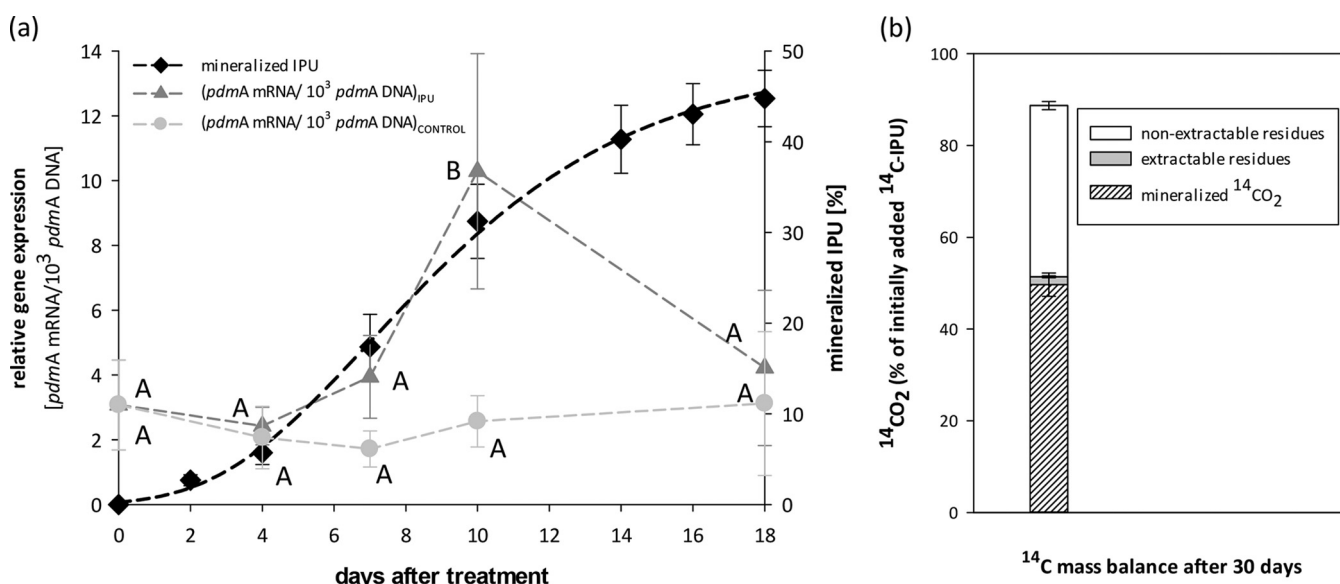 (a)
14
12
10
8
6
4
2
0
relative gene expression
[pdmA mRNA/10³ pdmA DNA]
mineralized IPU
(pdmA mRNA/ 10³ pdmA DNA)IPU
(pdmA mRNA/ 10³ pdmA DNA)CONTROL
A
A
A
A
A
A
B
A
A
A
0 2 4 6 8 10 12 14 16 18
days after treatment
50
40
30
20
10
0
mineralized IPU [%]
(b)
100
80
60
40
20
0
¹⁴CO₂ (% of initially added ¹⁴C-IPU)
non-extractable residues
extractable residues
mineralized ¹⁴CO₂
¹⁴C mass balance after 30 days